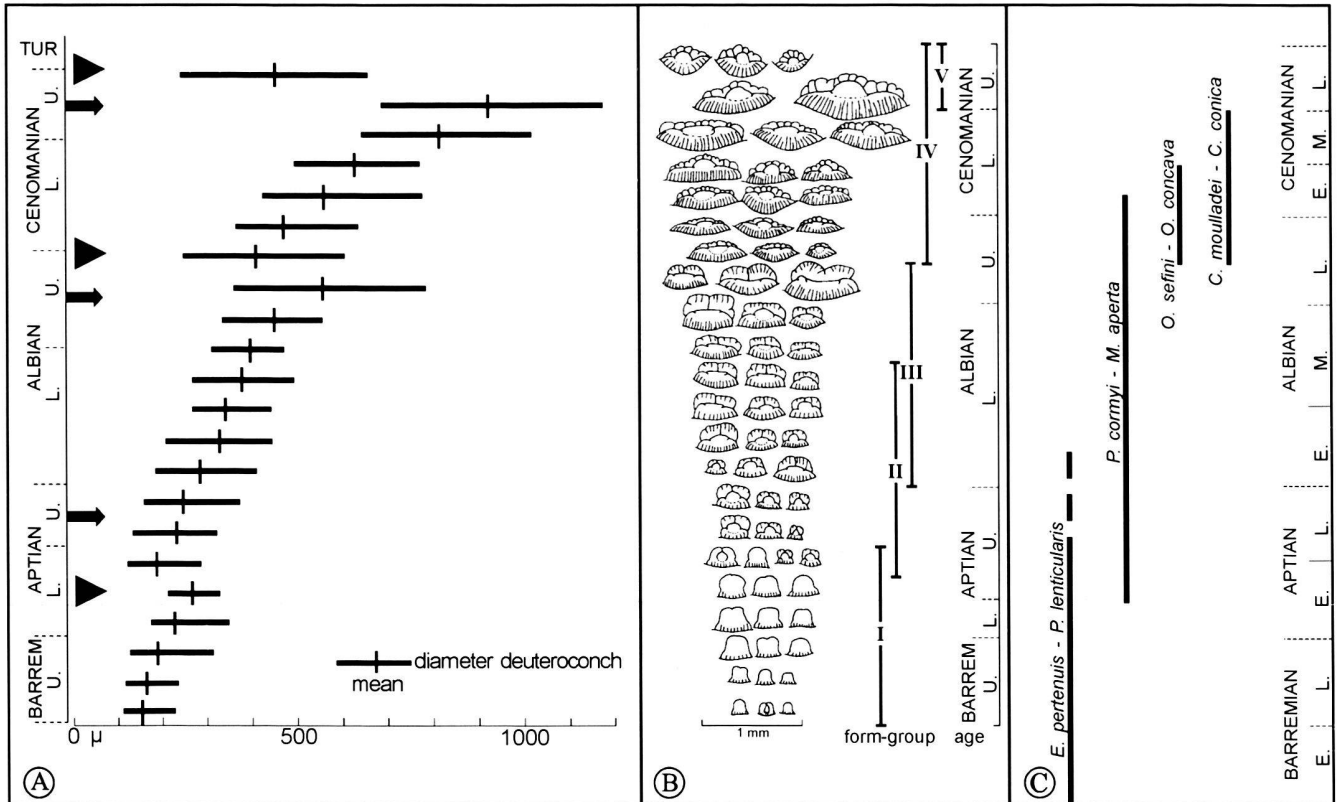 TUR
U.
CENOMANIAN
L.
U.
ALBIAN
L.
U.
APTIAN
L.
BARREM
U.
diameter deuteroconch
mean
0 µ
500
1000
A
V
IV
III
II
I
U.
CENOMANIAN
L.
U.
ALBIAN
L.
U.
APTIAN
L.
BARREM
U.
1 mm
form-group
age
B
E. pertenuis - P. lenticularis
P. cormyi - M. aperta
O. sefini - O. concava
C. moulladei - C. conica
L.
CENOMANIAN
M.
E.
L.
ALBIAN
M.
E.
L.
APTIAN
E.
L.
BARREMIAN
E.
C